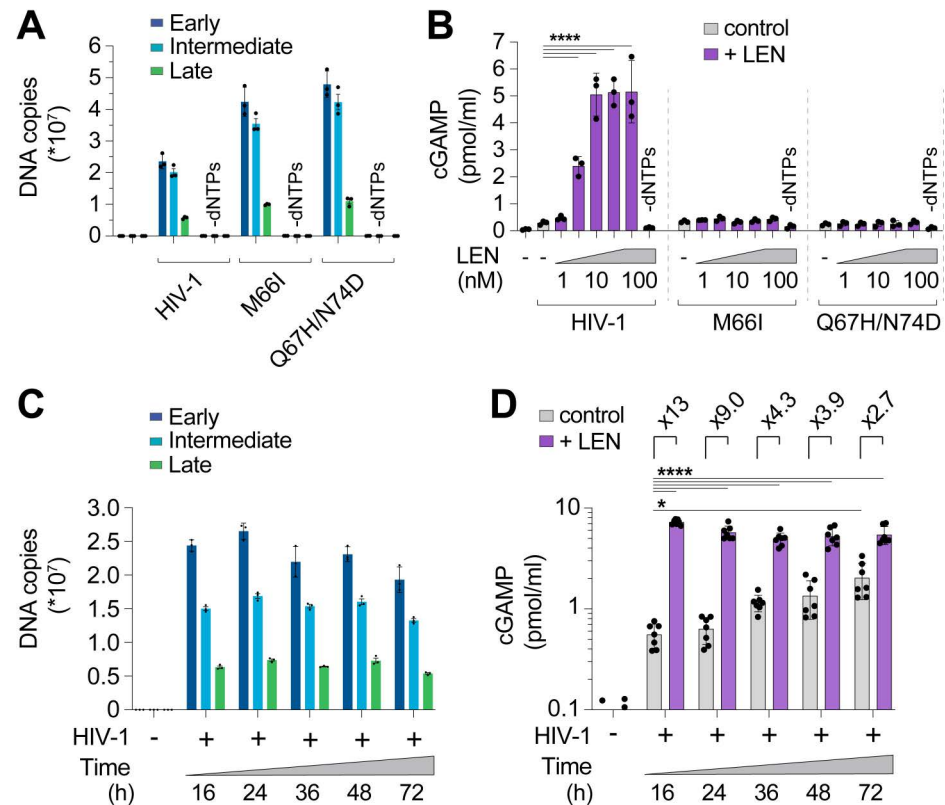 A
Early
Intermediate
Late
DNA copies
(*10⁷)
6
5
4
3
2
1
0
-dNTPs
-dNTPs
-dNTPs
HIV-1
M66I
Q67H/N74D
B
control
+ LEN
****
cGAMP
(pmol/ml)
7
6
5
4
3
2
1
0
-dNTPs
-dNTPs
-dNTPs
LEN
(nM)
- - - -
1 10 100 1 10 100 1 10 100
HIV-1 M66I Q67H/N74D
C
Early
Intermediate
Late
DNA copies
(*10⁷)
3.0
2.5
2.0
1.5
1.0
0.5
0
HIV-1 - + + + + +
Time
(h) 16 24 36 48 72
D
control
+ LEN
x13 x9.0 x4.3 x3.9 x2.7
****
*
cGAMP
(pmol/ml)
10
1
0.1
HIV-1 - + + + + +
Time
(h) 16 24 36 48 72